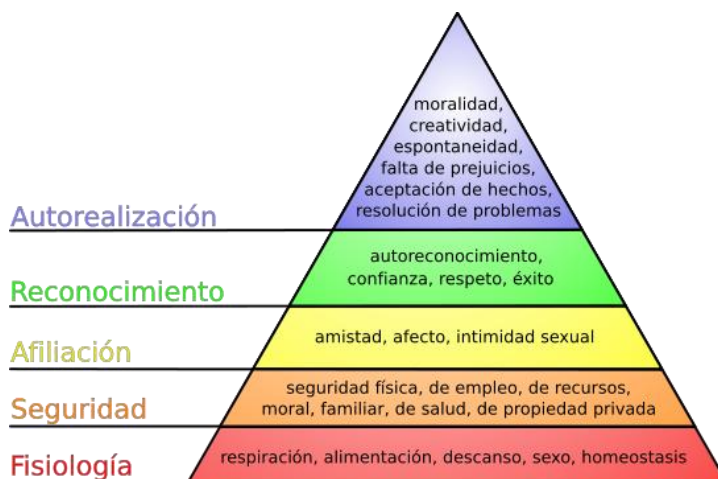 moralidad,
creatividad,
espontaneidad,
falta de prejuicios,
aceptación de hechos,
resolución de problemas
Autorealización
autoreconocimiento,
confianza, respeto, éxito
Reconocimiento
amistad, afecto, intimidad sexual
Afiliación
seguridad física, de empleo, de recursos,
moral, familiar, de salud, de propiedad privada
Seguridad
respiración, alimentación, descanso, sexo, homeostasis
Fisiología